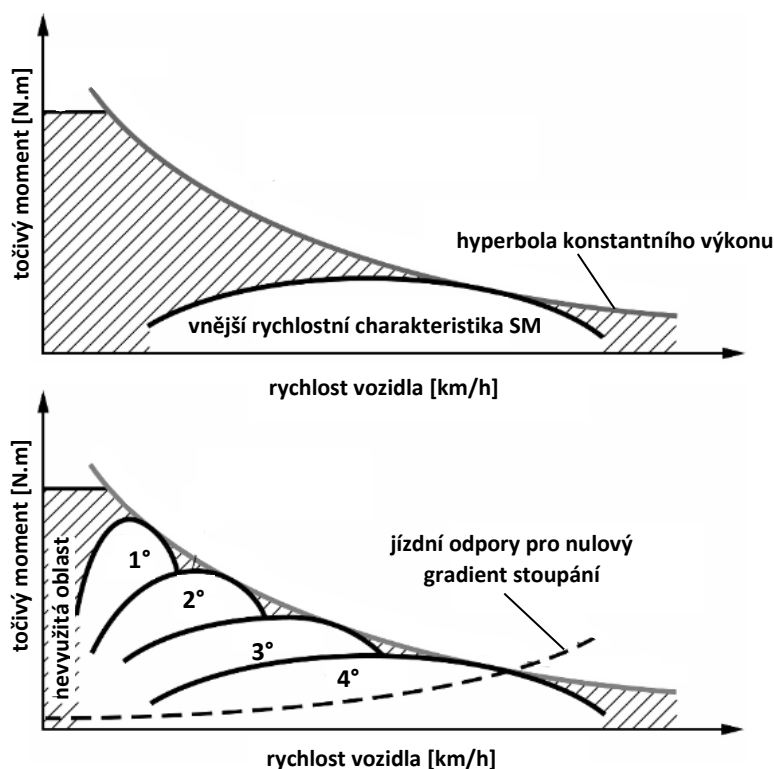 točivý moment [N.m]
hyperbola konstantního výkonu
vnější rychlostní charakteristika SM
rychlost vozidla [km/h]
točivý moment [N.m]
nevyužitá oblast
1°
2°
3°
4°
jízdní odpory pro nulový
gradient stoupání
rychlost vozidla [km/h]